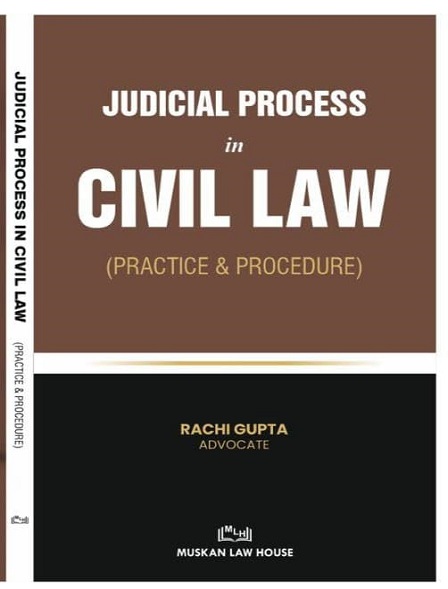 JUDICIAL PROCESS IN CIVIL LAW
(PRACTICE & PROCEDURE)
JUDICIAL PROCESS
in
CIVIL LAW
(PRACTICE & PROCEDURE)
RACHI GUPTA
ADVOCATE
MLH
MUSKAN LAW HOUSE